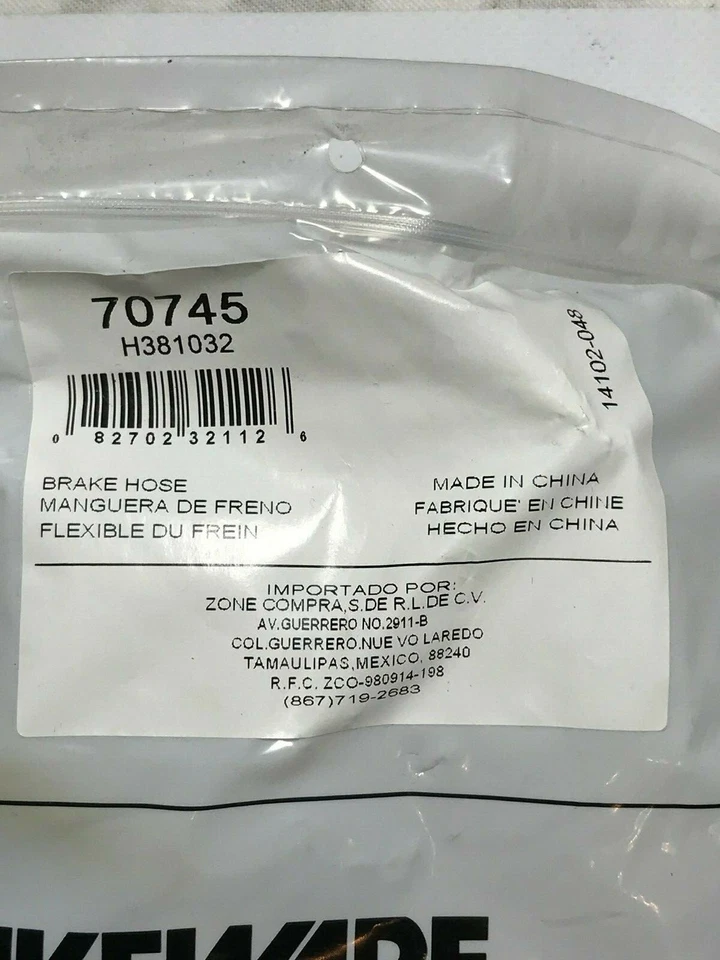 70745
H381032
14102-048
0 82702 32112 6
BRAKE HOSE
MANGUERA DE FRENO
FLEXIBLE DU FREIN
MADE IN CHINA
FABRIQUE' EN CHINE
HECHO EN CHINA
IMPORTADO POR:
ZONE COMPRA,S.DE R.L.DE C.V.
AV.GUERRERO NO.2911-B
COL.GUERRERO.NUE VO LAREDO
TAMAULIPAS,MEXICO, 88240
R.F.C. ZCO-980914-198
(867)719-2683